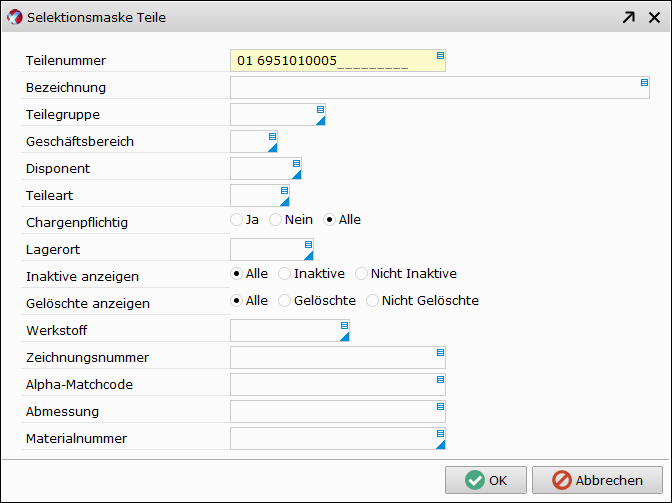 Selektionsmaske Teile
Teilenummer 01 6951010005_________
Bezeichnung
Teilegruppe
Geschäftsbereich
Disponent
Teileart
Chargenpflichtig Ja Nein Alle
Lagerort
Inaktive anzeigen Alle Inaktive Nicht Inaktive
Gelöschte anzeigen Alle Gelöschte Nicht Gelöschte
Werkstoff
Zeichnungsnummer
Alpha-Matchcode
Abmessung
Materialnummer
OK Abbrechen